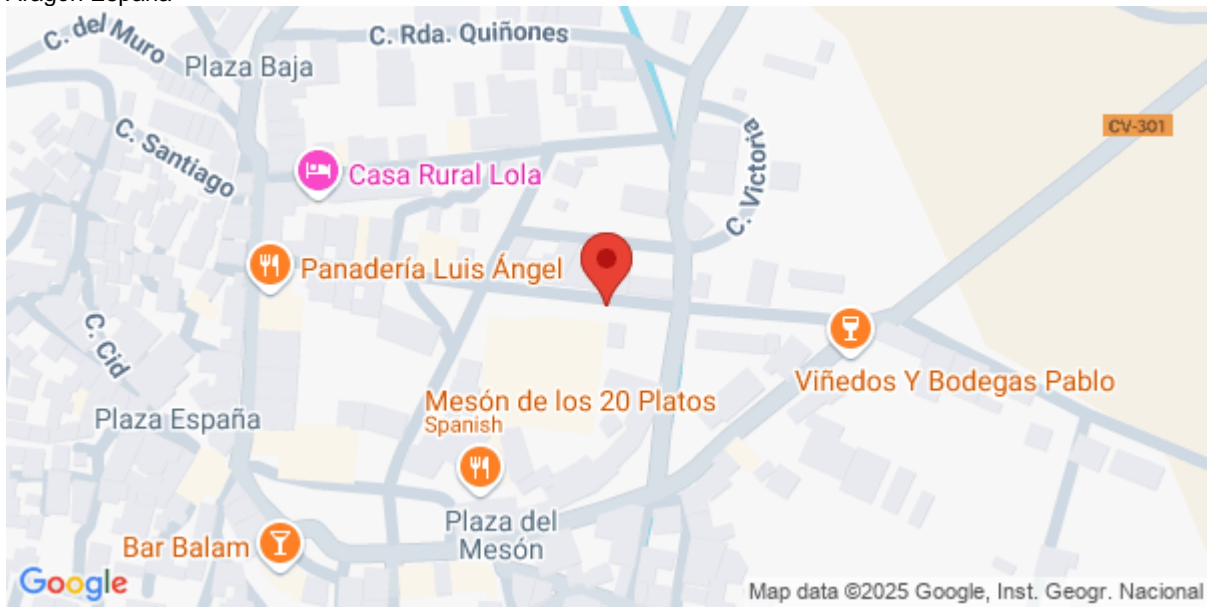 Aragón España
C. del Muro
C. Rda. Quiñones
Plaza Baja
CV-301
C. Santiago
C. Victoria
Casa Rural Lola
Panadería Luis Ángel
C. Cid
Viñedos Y Bodegas Pablo
Mesón de los 20 Platos
Spanish
Plaza España
Plaza del
Mesón
Bar Balam
Google
Map data ©2025 Google, Inst. Geogr. Nacional